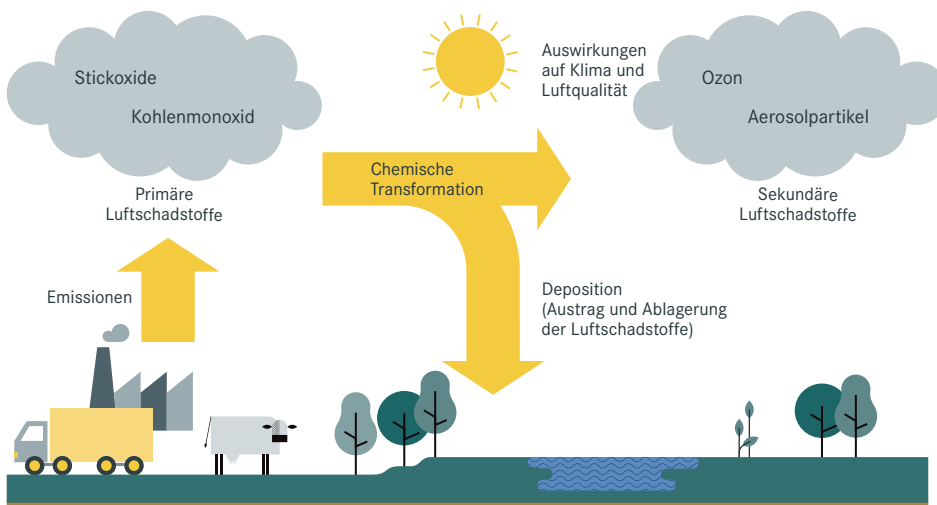 Stickoxide
Kohlenmonoxid
Primäre
Luftschadstoffe
Emissionen
Chemische
Transformation
Auswirkungen
auf Klima und
Luftqualität
Deposition
(Austrag und Ablagerung
der Luftschadstoffe)
Ozon
Aerosolpartikel
Sekundäre
Luftschadstoffe